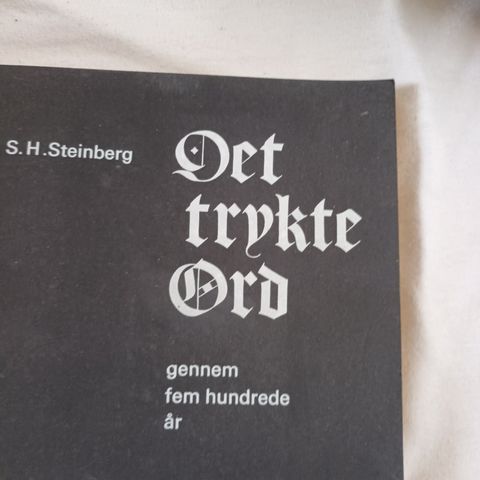 S.H.Steinberg
Det
trykte
Ord
gennem
fem hundrede
år